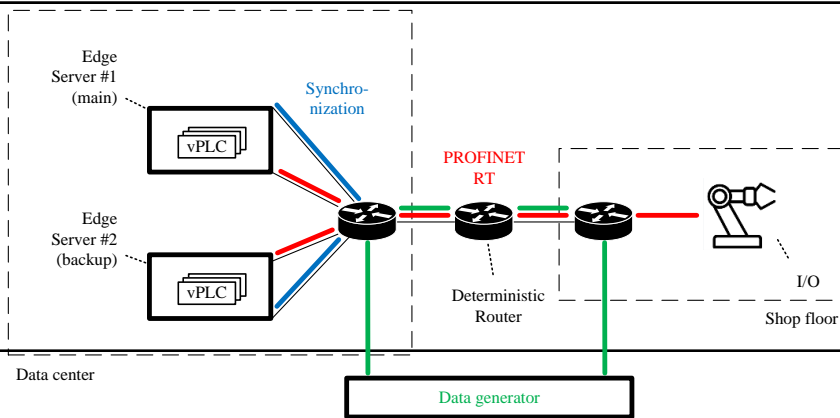 Edge
Server #1
(main)
vPLC
Synchro-
nization
PROFINET
RT
Edge
Server #2
(backup)
vPLC
Deterministic
Router
I/O
Shop floor
Data center
Data generator